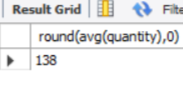 Result Grid Filte
round(avg(quantity),0)
138